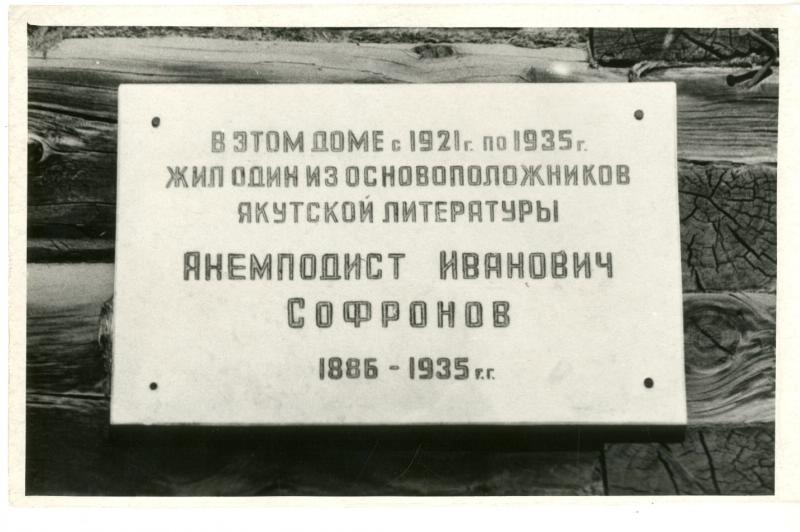 В ЭТОМ ДОМЕ с 1921г. по 1935г.
ЖИЛ ОДИН ИЗ ОСНОВОПОЛОЖНИКОВ
ЯКУТСКОЙ ЛИТЕРАТУРЫ
АНЕМПОДИСТ ИВАНОВИЧ
СОФРОНОВ
1886 - 1935 г.г.